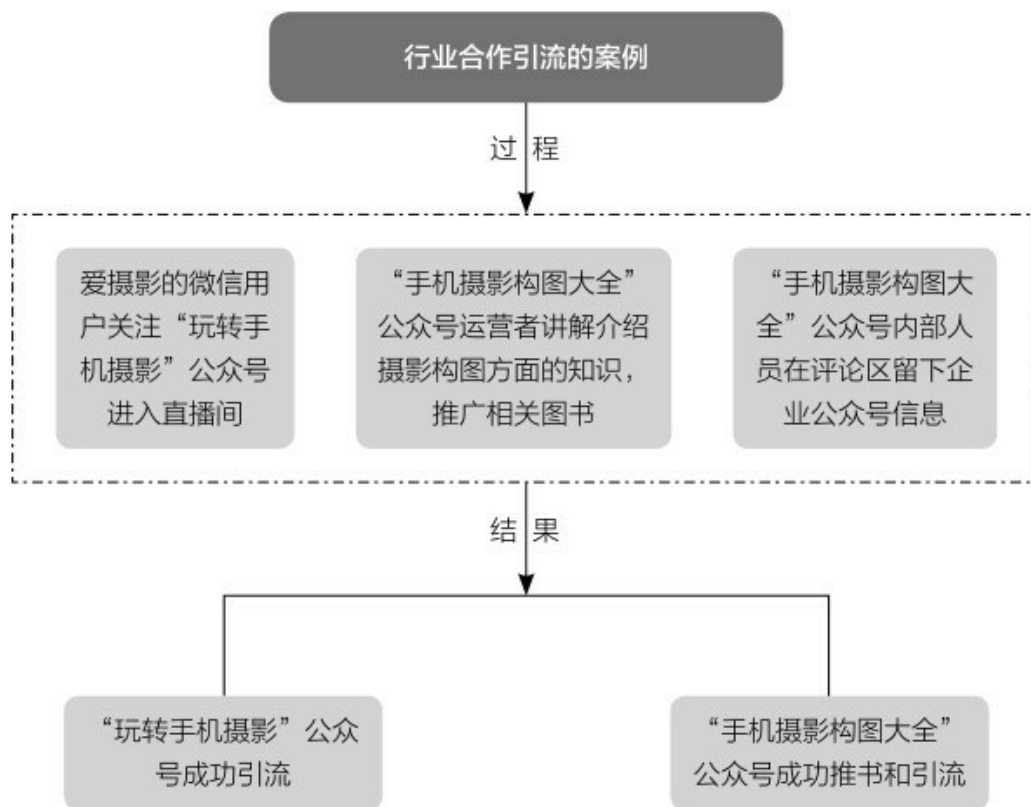 行业合作引流的案例
过 程
爱摄影的微信用
户关注“玩转手
机摄影”公众号
进入直播间
“手机摄影构图大全”
公众号运营者讲解介绍
摄影构图方面的知识，
推广相关图书
“手机摄影构图大
全”公众号内部人
员在评论区留下企
业公众号信息
结 果
“玩转手机摄影”公众
号成功引流
“手机摄影构图大全”
公众号成功推书和引流